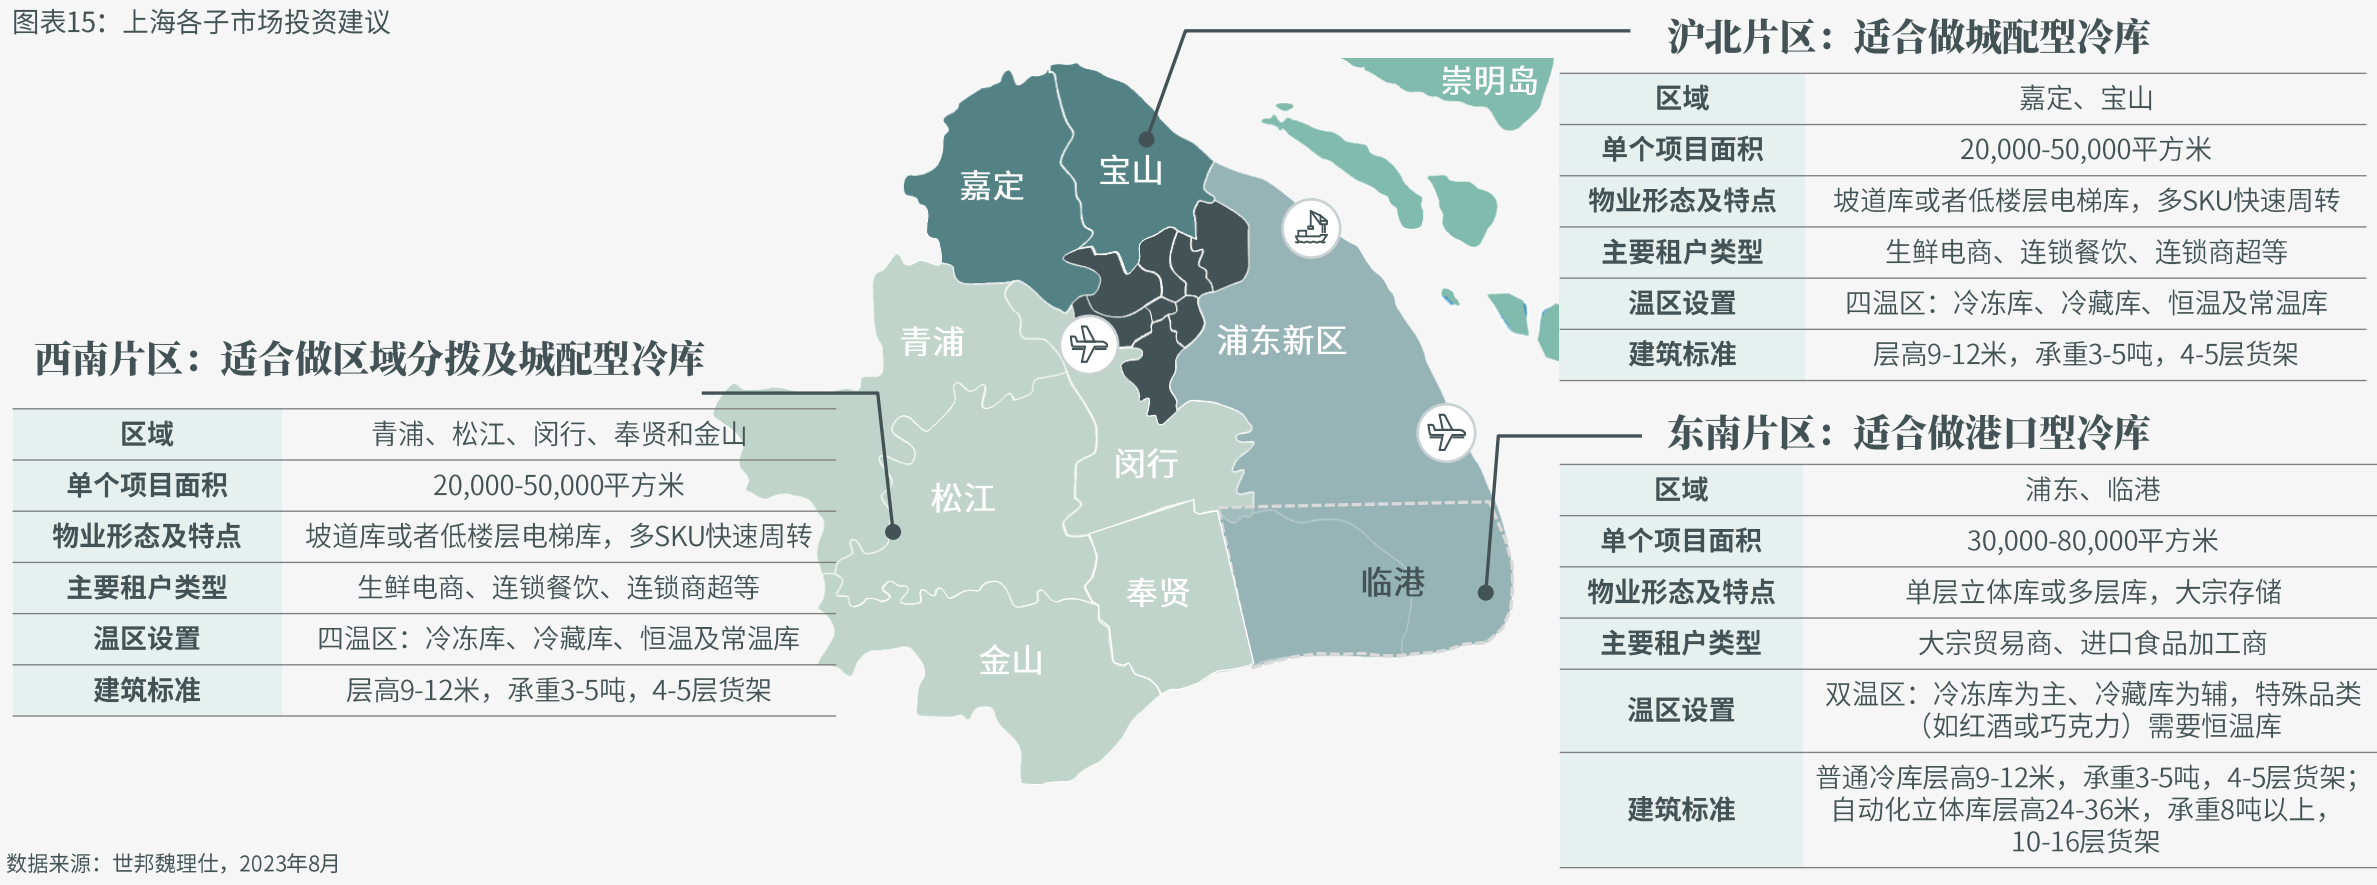 图表15：上海各子市场投资建议
沪北片区：适合做城配型冷库
区域 嘉定、宝山
单个项目面积 20,000-50,000平方米
物业形态及特点 坡道库或者低楼层电梯库，多SKU快速周转
主要租户类型 生鲜电商、连锁餐饮、连锁商超等
温区设置 四温区：冷冻库、冷藏库、恒温及常温库
建筑标准 层高9-12米，承重3-5吨，4-5层货架
西南片区：适合做区域分拨及城配型冷库
区域 青浦、松江、闵行、奉贤和金山
单个项目面积 20,000-50,000平方米
物业形态及特点 坡道库或者低楼层电梯库，多SKU快速周转
主要租户类型 生鲜电商、连锁餐饮、连锁商超等
温区设置 四温区：冷冻库、冷藏库、恒温及常温库
建筑标准 层高9-12米，承重3-5吨，4-5层货架
崇明岛
嘉定
宝山
青浦
浦东新区
闵行
松江
临港
奉贤
金山
东南片区：适合做港口型冷库
区域 浦东、临港
单个项目面积 30,000-80,000平方米
物业形态及特点 单层立体库或多层库，大宗存储
主要租户类型 大宗贸易商、进口食品加工商
温区设置 双温区：冷冻库为主、冷藏库为辅，特殊品类
（如红酒或巧克力）需要恒温库
建筑标准 普通冷库层高9-12米，承重3-5吨，4-5层货架；
自动化立体库层高24-36米，承重8吨以上，
10-16层货架
数据来源：世邦魏理仕，2023年8月